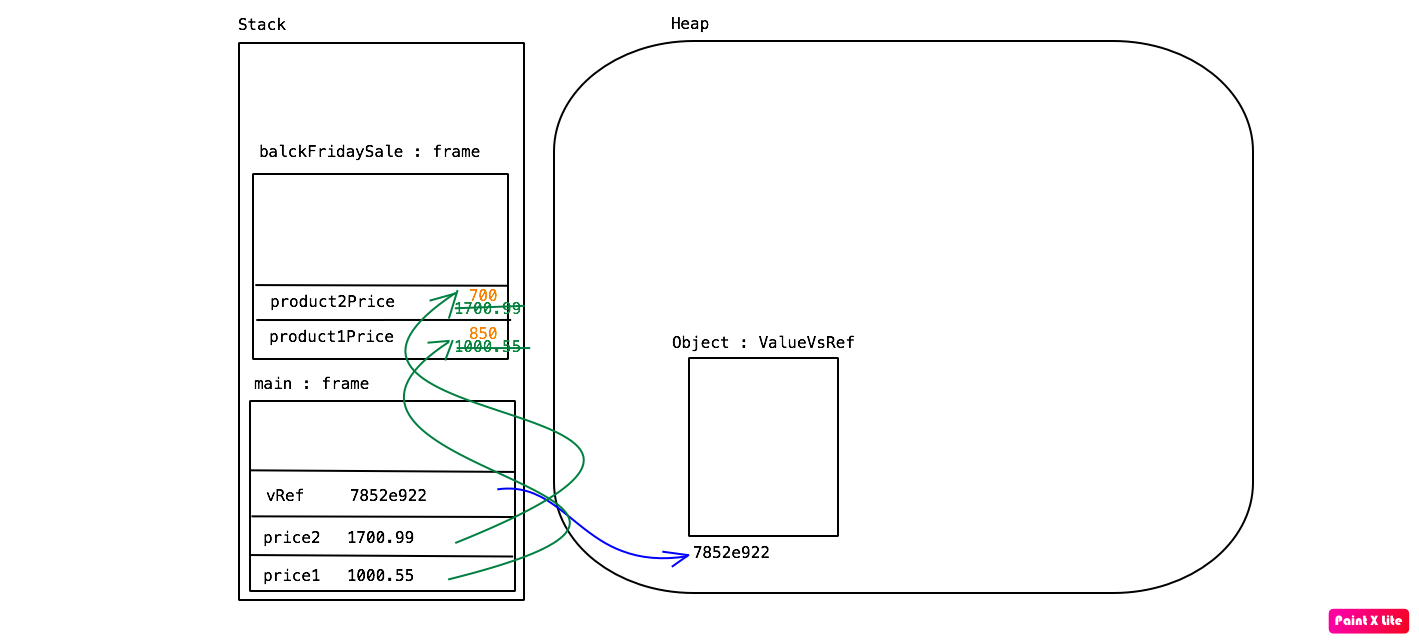 Stack
Heap
balckFridaySale : frame
product2Price 700
1700.99
product1Price 850
1000.55
Object : ValueVsRef
main : frame
vRef 7852e922
price2 1700.99
7852e922
price1 1000.55
Paint X Lite